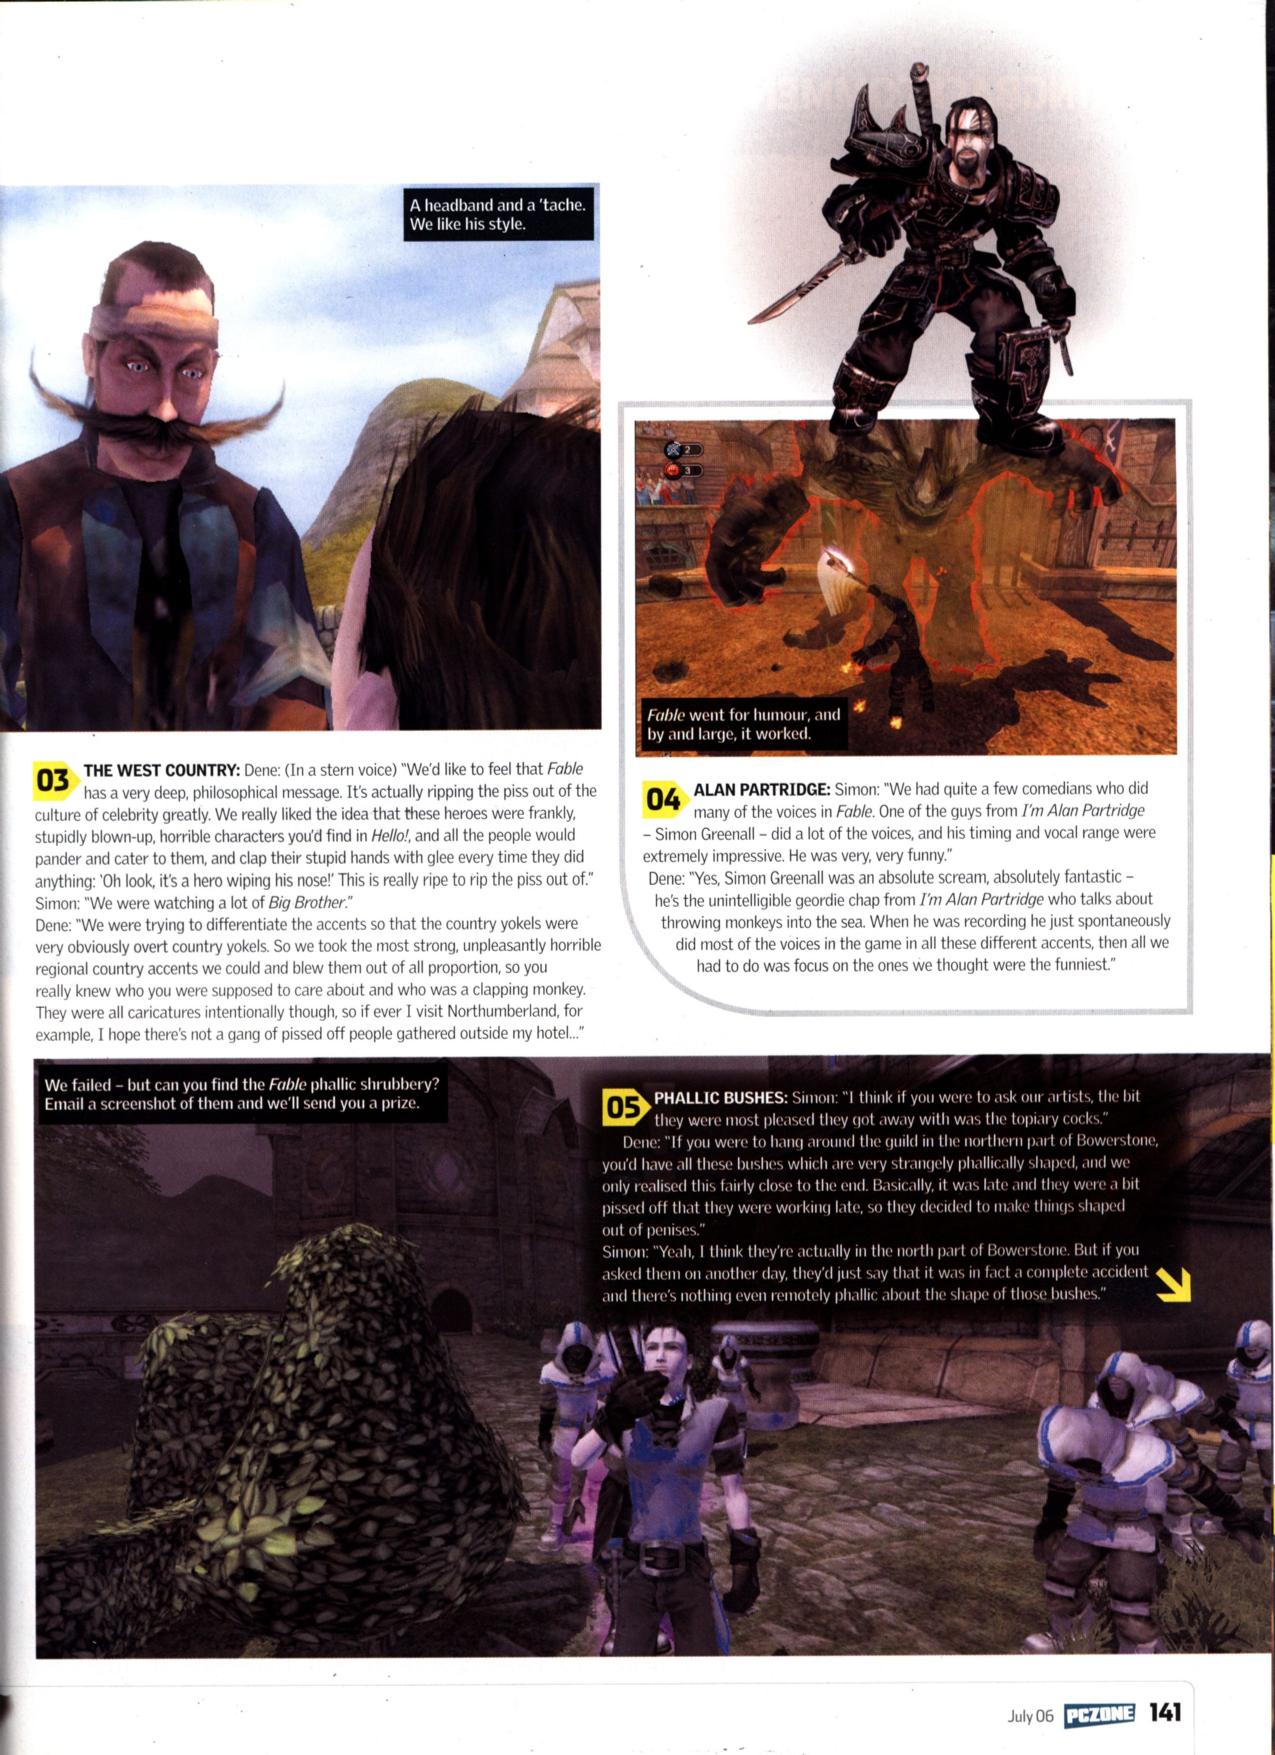 A headband and a 'tache.
We like his style.
2
3
Fable went for humour, and
by and large, it worked.
03 THE WEST COUNTRY: Dene: (In a stern voice) "We'd like to feel that Fable
has a very deep, philosophical message. It's actually ripping the piss out of the
culture of celebrity greatly. We really liked the idea that these heroes were frankly,
stupidly blown-up, horrible characters you'd find in Hello!, and all the people would
pander and cater to them, and clap their stupid hands with glee every time they did
anything: 'Oh look, it's a hero wiping his nose!' This is really ripe to rip the piss out of."
Simon: "We were watching a lot of Big Brother."
Dene: "We were trying to differentiate the accents so that the country yokels were
very obviously overt country yokels. So we took the most strong, unpleasantly horrible
regional country accents we could and blew them out of all proportion, so you
really knew who you were supposed to care about and who was a clapping monkey.
They were all caricatures intentionally though, so if ever I visit Northumberland, for
example, I hope there's not a gang of pissed off people gathered outside my hotel..."
04 ALAN PARTRIDGE: Simon: "We had quite a few comedians who did
many of the voices in Fable. One of the guys from I'm Alan Partridge
– Simon Greenall – did a lot of the voices, and his timing and vocal range were
extremely impressive. He was very, very funny."
Dene: "Yes, Simon Greenall was an absolute scream, absolutely fantastic –
he's the unintelligible geordie chap from I'm Alan Partridge who talks about
throwing monkeys into the sea. When he was recording he just spontaneously
did most of the voices in the game in all these different accents, then all we
had to do was focus on the ones we thought were the funniest."
We failed – but can you find the Fable phallic shrubbery?
Email a screenshot of them and we'll send you a prize.
05 PHALLIC BUSHES: Simon: "I think if you were to ask our artists, the bit
they were most pleased they got away with was the topiary cocks."
Dene: "If you were to hang around the guild in the northern part of Bowerstone,
you'd have all these bushes which are very strangely phallically shaped, and we
only realised this fairly close to the end. Basically, it was late and they were a bit
pissed off that they were working late, so they decided to make things shaped
out of penises."
Simon: "Yeah, I think they're actually in the north part of Bowerstone. But if you
asked them on another day, they'd just say that it was in fact a complete accident
and there's nothing even remotely phallic about the shape of those bushes."
July 06 PCZONE 141